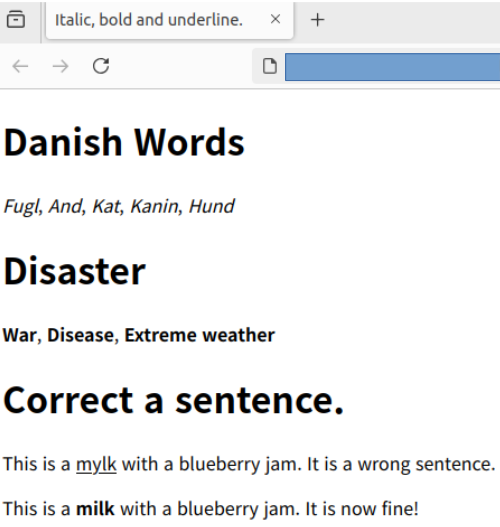 Italic, bold and underline.
Danish Words
Fugl, And, Kat, Kanin, Hund
Disaster
War, Disease, Extreme weather
Correct a sentence.
This is a mylk with a blueberry jam. It is a wrong sentence.
This is a milk with a blueberry jam. It is now fine!